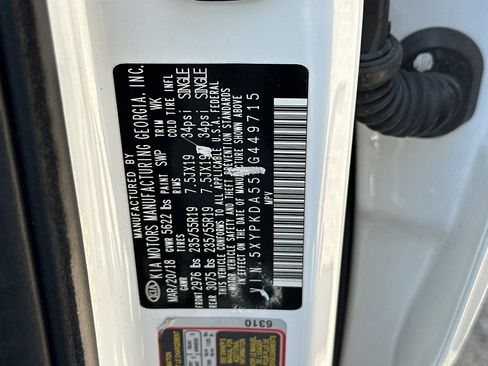 MANUFACTURED BY
KIA KIA MOTORS MANUFACTURING GEORGIA, INC.
MAR/20/18 PAINT SWP TRIM WK
GVWR 5622 lbs
GAWR TIRES RIMS COLD TIRE INFL
FRONT 2976 lbs 235/55R19 7.5JX19 34psi SINGLE
REAR 3075 lbs 235/55R19 7.5JX19 34psi SINGLE
THIS VEHICLE CONFORMS TO ALL APPLICABLE U.S.A. FEDERAL
MOTOR VEHICLE SAFETY AND THEFT PREVENTION STANDARDS
IN EFFECT ON THE DATE OF MANUFACTURE SHOWN ABOVE
V.I.N. 5XYPKDA55 G449715
MPV
6310